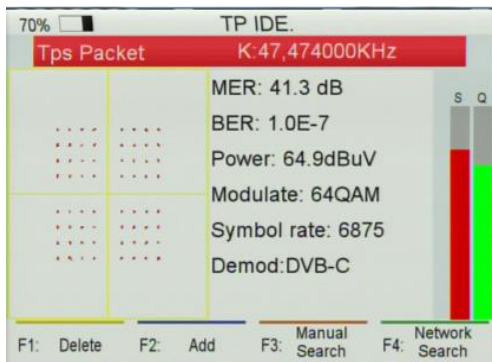 70% TP IDE.
Tps Packet K:47,474000KHz
MER: 41.3 dB
BER: 1.0E-7
Power: 64.9dBuV
Modulate: 64QAM
Symbol rate: 6875
Demod:DVB-C
S Q
F1: Delete F2: Add F3: Manual Search F4: Network Search